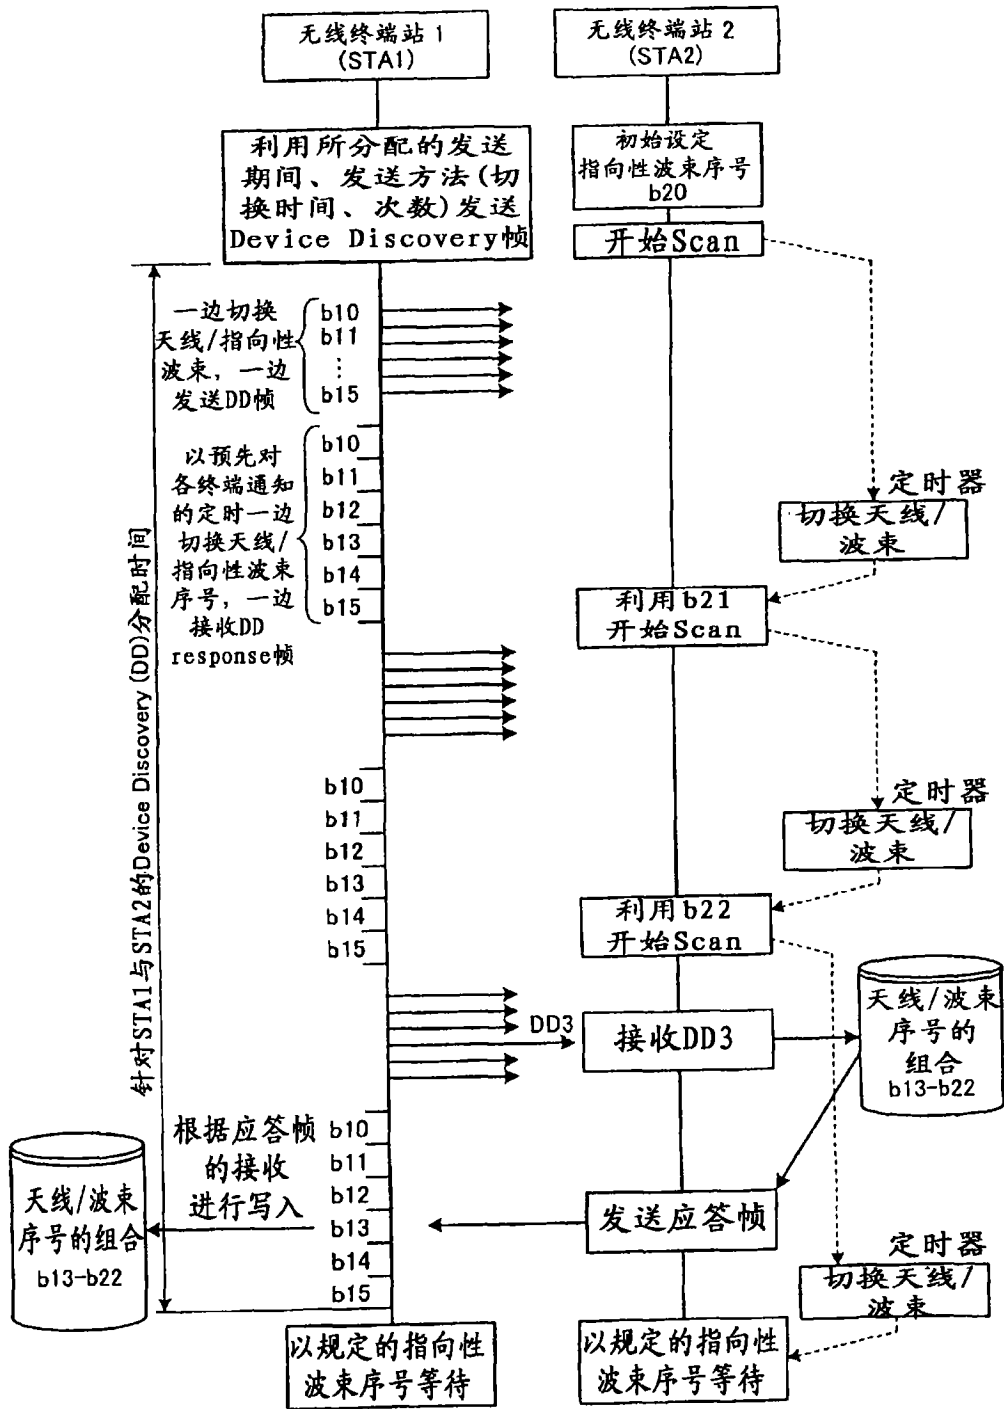 无线终端站 1
(STA1)
无线终端站 2
(STA2)
利用所分配的发送
期间、发送方法(切
换时间、次数)发送
Device Discovery帧
初始设定
指向性波束序号
b20
开始Scan
一边切换
天线/指向性
波束，一边
发送DD帧
b10
b11
⋮
b15
以预先对
各终端通知
的定时一边
切换天线/
指向性波束
序号，一边
接收DD
response帧
b10
b11
b12
b13
b14
b15
定时器
切换天线/
波束
利用b21
开始Scan
针对STA1与STA2的Device Discovery (DD)分配时间
b10
b11
b12
b13
b14
b15
定时器
切换天线/
波束
利用b22
开始Scan
DD3
接收DD3
天线/波束
序号的
组合
b13-b22
根据应答帧
的接收
进行写入
b10
b11
b12
b13
b14
b15
天线/波束
序号的组合
b13-b22
发送应答帧
定时器
切换天线/
波束
以规定的指向性
波束序号等待
以规定的指向性
波束序号等待